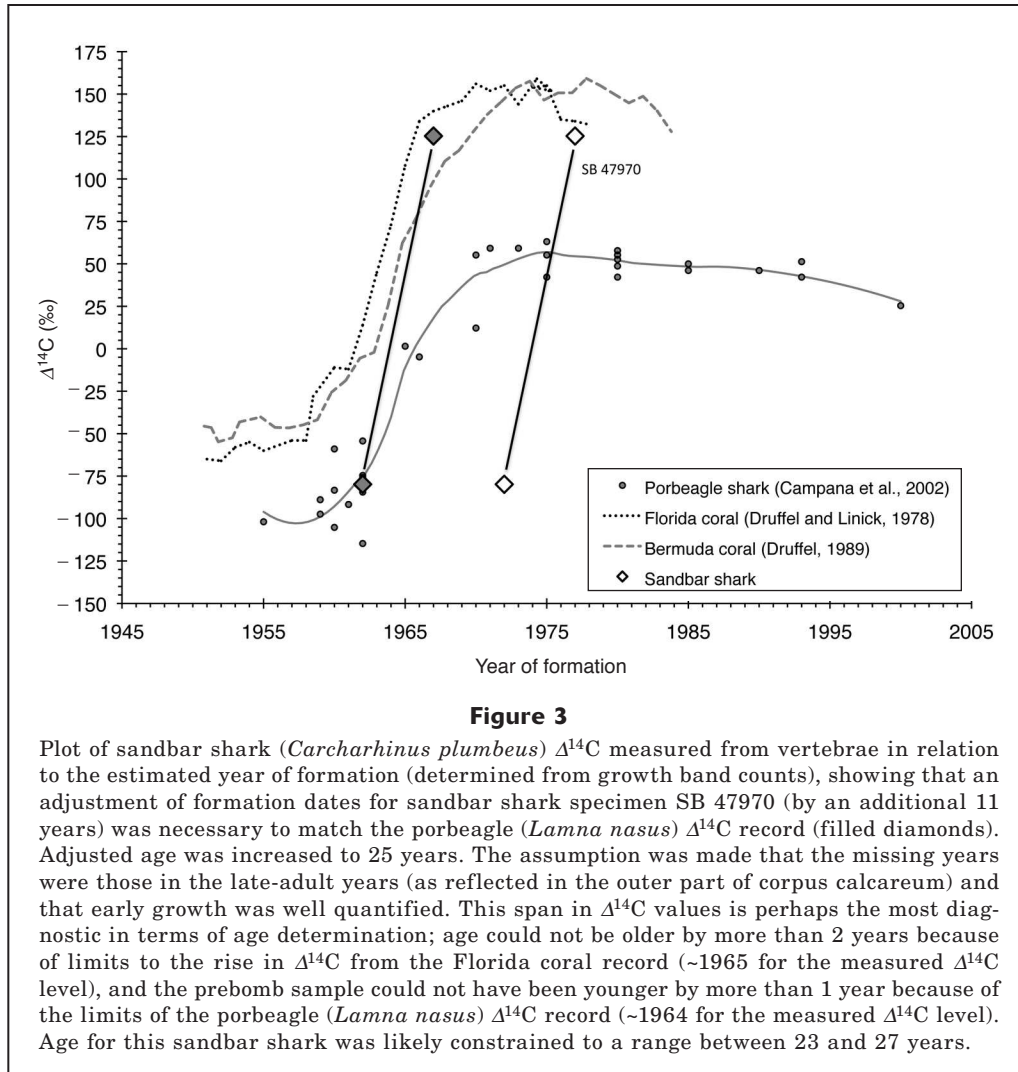 175
150
125
100
75
50
25
0
−25
−50
−75
−100
−125
−150
Δ¹⁴C (‰)
SB 47970
Porbeagle shark (Campana et al., 2002)
Florida coral (Druffel and Linick, 1978)
Bermuda coral (Druffel, 1989)
Sandbar shark
1945 1955 1965 1975 1985 1995 2005
Year of formation
Figure 3
Plot of sandbar shark (Carcharhinus plumbeus) Δ¹⁴C measured from vertebrae in relation
to the estimated year of formation (determined from growth band counts), showing that an
adjustment of formation dates for sandbar shark specimen SB 47970 (by an additional 11
years) was necessary to match the porbeagle (Lamna nasus) Δ¹⁴C record (filled diamonds).
Adjusted age was increased to 25 years. The assumption was made that the missing years
were those in the late-adult years (as reflected in the outer part of corpus calcareum) and
that early growth was well quantified. This span in Δ¹⁴C values is perhaps the most diag-
nostic in terms of age determination; age could not be older by more than 2 years because
of limits to the rise in Δ¹⁴C from the Florida coral record (~1965 for the measured Δ¹⁴C
level), and the prebomb sample could not have been younger by more than 1 year because of
the limits of the porbeagle (Lamna nasus) Δ¹⁴C record (~1964 for the measured Δ¹⁴C level).
Age for this sandbar shark was likely constrained to a range between 23 and 27 years.